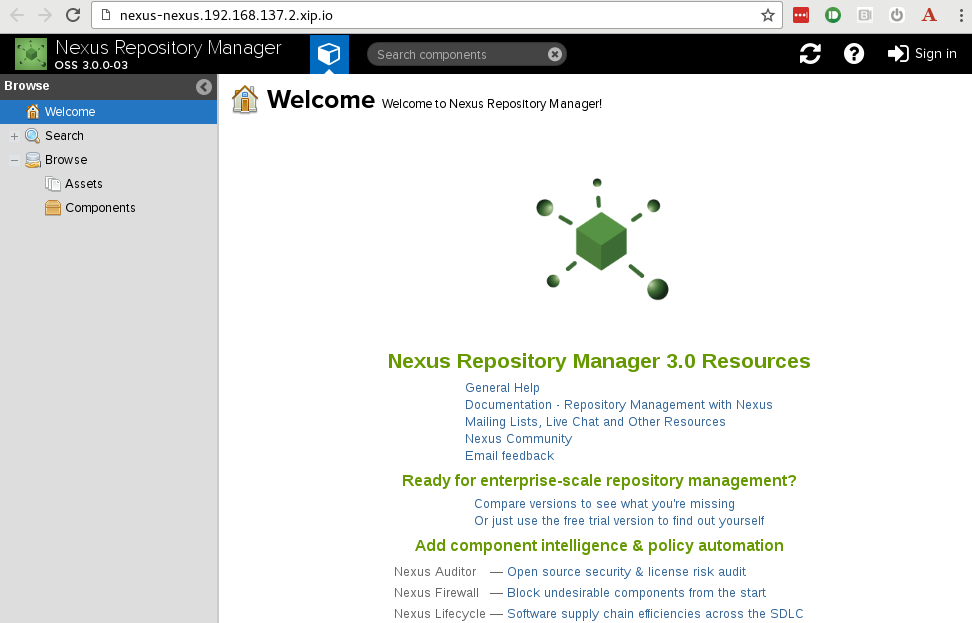 nexus-nexus.192.168.137.2.xip.io
Nexus Repository Manager
OSS 3.0.0-03
Search components
Sign in
Browse
Welcome
Search
Browse
Assets
Components
Welcome Welcome to Nexus Repository Manager!
Nexus Repository Manager 3.0 Resources
General Help
Documentation - Repository Management with Nexus
Mailing Lists, Live Chat and Other Resources
Nexus Community
Email feedback
Ready for enterprise-scale repository management?
Compare versions to see what you're missing
Or just use the free trial version to find out yourself
Add component intelligence & policy automation
Nexus Auditor — Open source security & license risk audit
Nexus Firewall — Block undesirable components from the start
Nexus Lifecycle — Software supply chain efficiencies across the SDLC